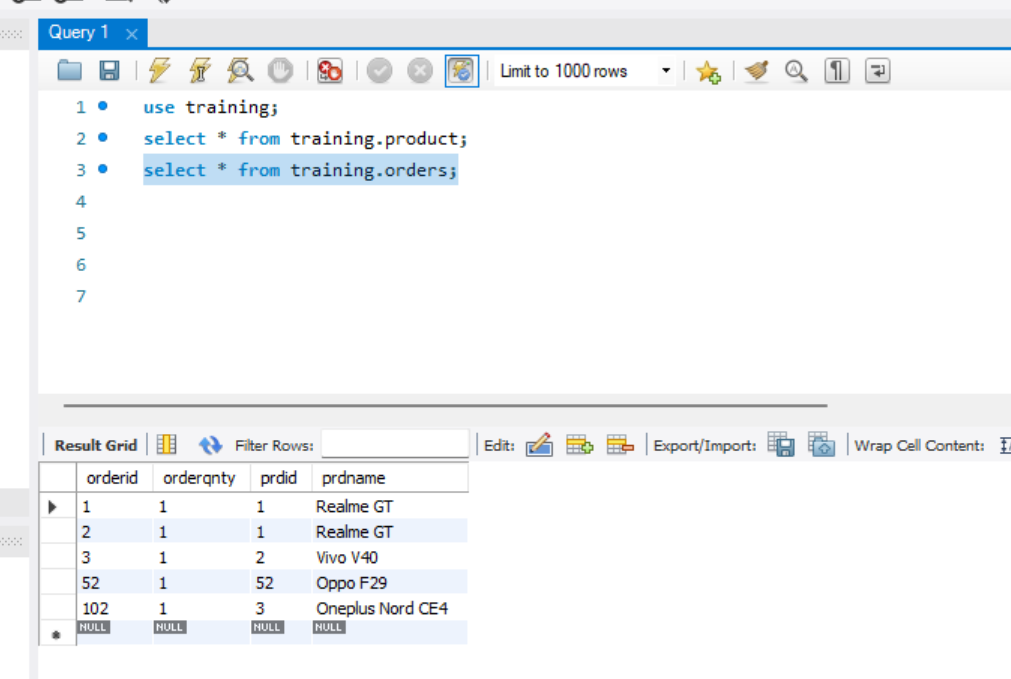 Query 1
Limit to 1000 rows
1 use training;
2 select * from training.product;
3 select * from training.orders;
4
5
6
7
Result Grid Filter Rows: Edit: Export/Import: Wrap Cell Content:
orderid orderqnty prdid prdname
1 1 1 Realme GT
2 1 1 Realme GT
3 1 2 Vivo V40
52 1 52 Oppo F29
102 1 3 Oneplus Nord CE4
NULL NULL NULL NULL